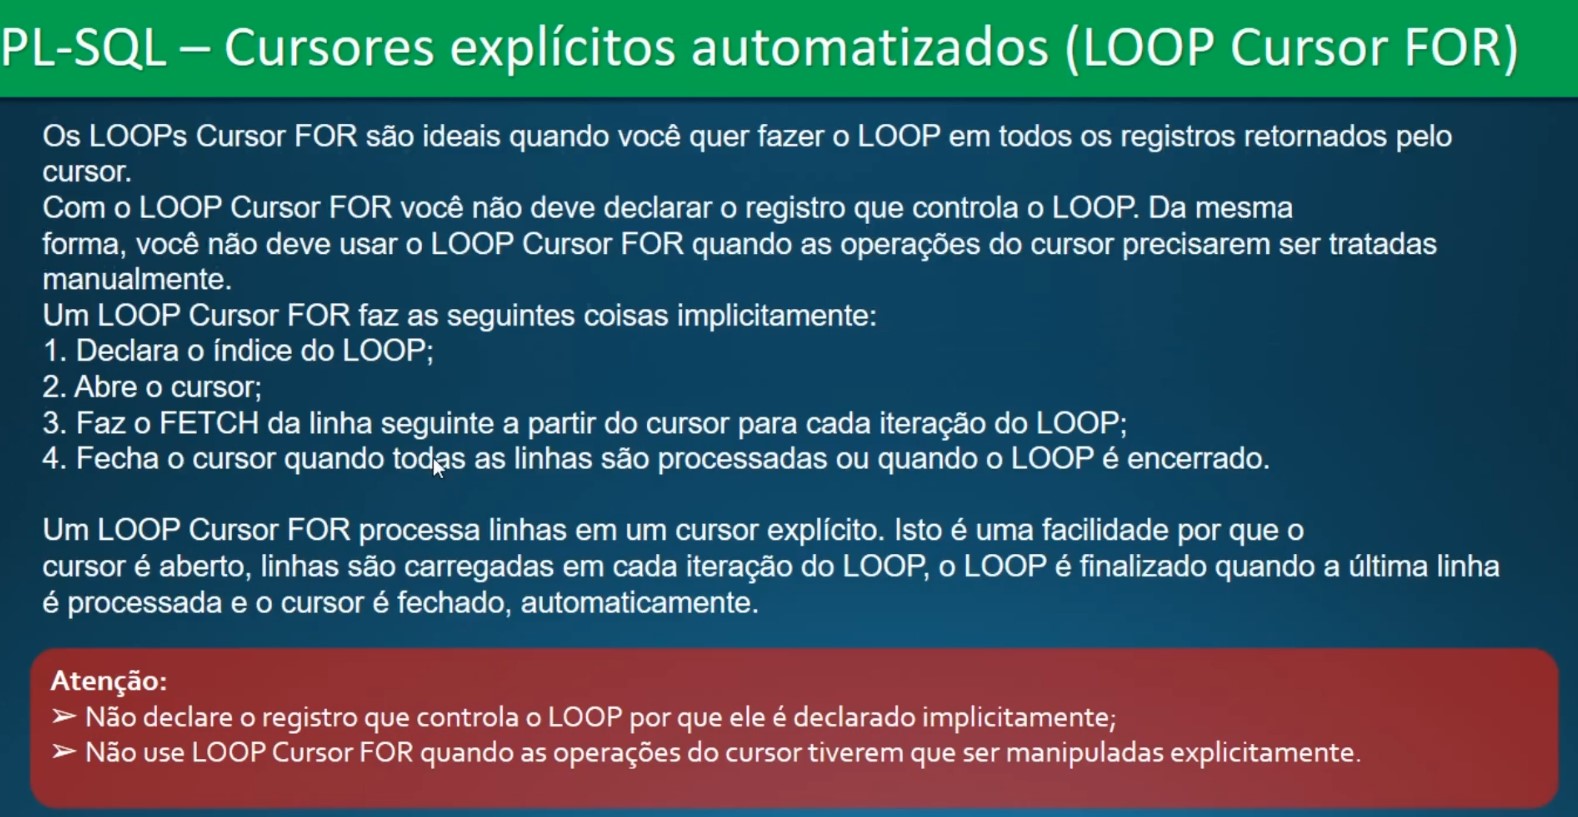 PL-SQL – Cursores explícitos automatizados (LOOP Cursor FOR)
Os LOOPs Cursor FOR são ideais quando você quer fazer o LOOP em todos os registros retornados pelo
cursor.
Com o LOOP Cursor FOR você não deve declarar o registro que controla o LOOP. Da mesma
forma, você não deve usar o LOOP Cursor FOR quando as operações do cursor precisarem ser tratadas
manualmente.
Um LOOP Cursor FOR faz as seguintes coisas implicitamente:
1. Declara o índice do LOOP;
2. Abre o cursor;
3. Faz o FETCH da linha seguinte a partir do cursor para cada iteração do LOOP;
4. Fecha o cursor quando todas as linhas são processadas ou quando o LOOP é encerrado.
Um LOOP Cursor FOR processa linhas em um cursor explícito. Isto é uma facilidade por que o
cursor é aberto, linhas são carregadas em cada iteração do LOOP, o LOOP é finalizado quando a última linha
é processada e o cursor é fechado, automaticamente.
Atenção:
➢ Não declare o registro que controla o LOOP por que ele é declarado implicitamente;
➢ Não use LOOP Cursor FOR quando as operações do cursor tiverem que ser manipuladas explicitamente.